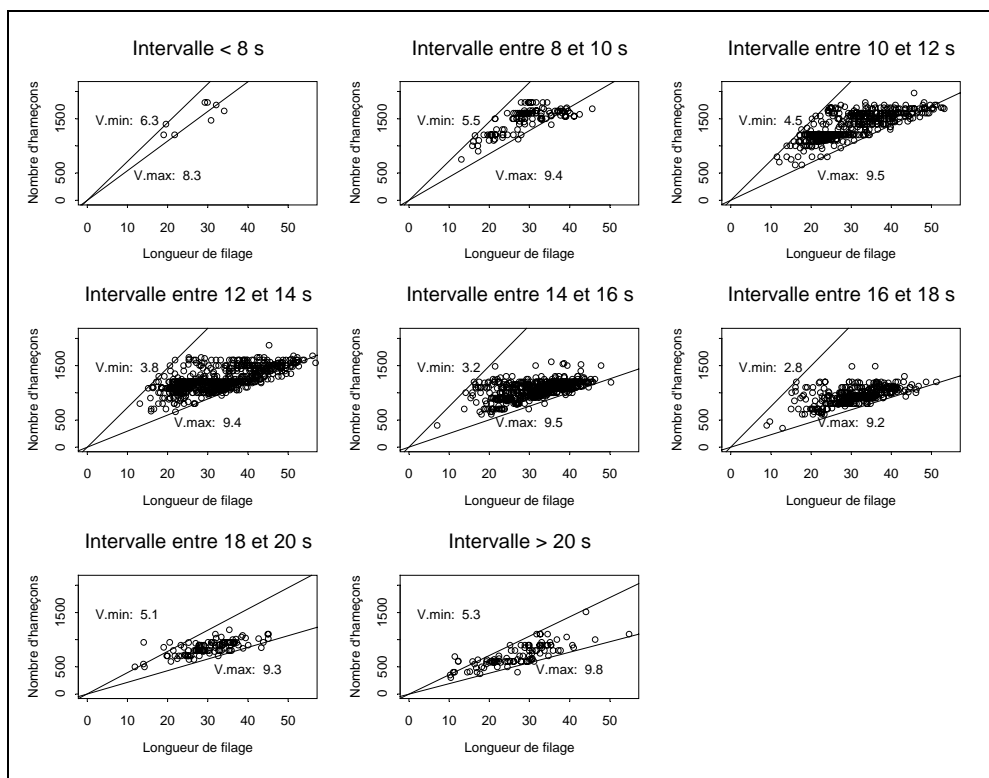 Intervalle < 8 s
Nombre d'hameçons
0 500 1500
V.min: 6.3
V.max: 8.3
0 10 20 30 40 50
Longueur de filage
Intervalle entre 8 et 10 s
Nombre d'hameçons
0 500 1500
V.min: 5.5
V.max: 9.4
0 10 20 30 40 50
Longueur de filage
Intervalle entre 10 et 12 s
Nombre d'hameçons
0 500 1500
V.min: 4.5
V.max: 9.5
0 10 20 30 40 50
Longueur de filage
Intervalle entre 12 et 14 s
Nombre d'hameçons
0 500 1500
V.min: 3.8
V.max: 9.4
0 10 20 30 40 50
Longueur de filage
Intervalle entre 14 et 16 s
Nombre d'hameçons
0 500 1500
V.min: 3.2
V.max: 9.5
0 10 20 30 40 50
Longueur de filage
Intervalle entre 16 et 18 s
Nombre d'hameçons
0 500 1500
V.min: 2.8
V.max: 9.2
0 10 20 30 40 50
Longueur de filage
Intervalle entre 18 et 20 s
Nombre d'hameçons
0 500 1500
V.min: 5.1
V.max: 9.3
0 10 20 30 40 50
Longueur de filage
Intervalle > 20 s
Nombre d'hameçons
0 500 1500
V.min: 5.3
V.max: 9.8
0 10 20 30 40 50
Longueur de filage